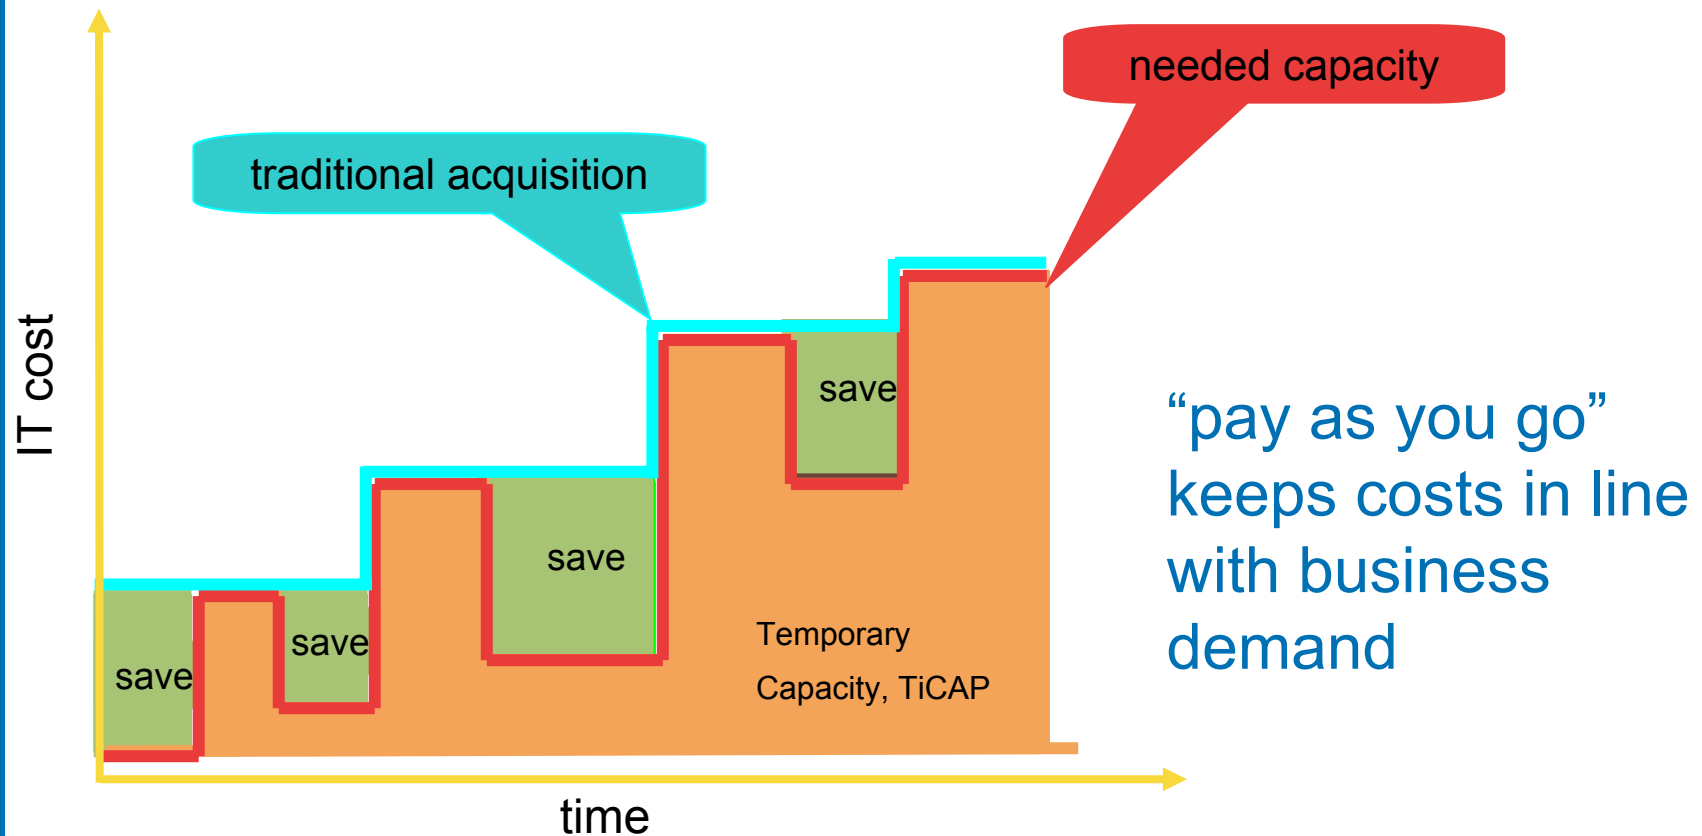 needed capacity
traditional acquisition
IT cost
save
save
save
save
Temporary
Capacity, TiCAP
“pay as you go”
keeps costs in line
with business
demand
time